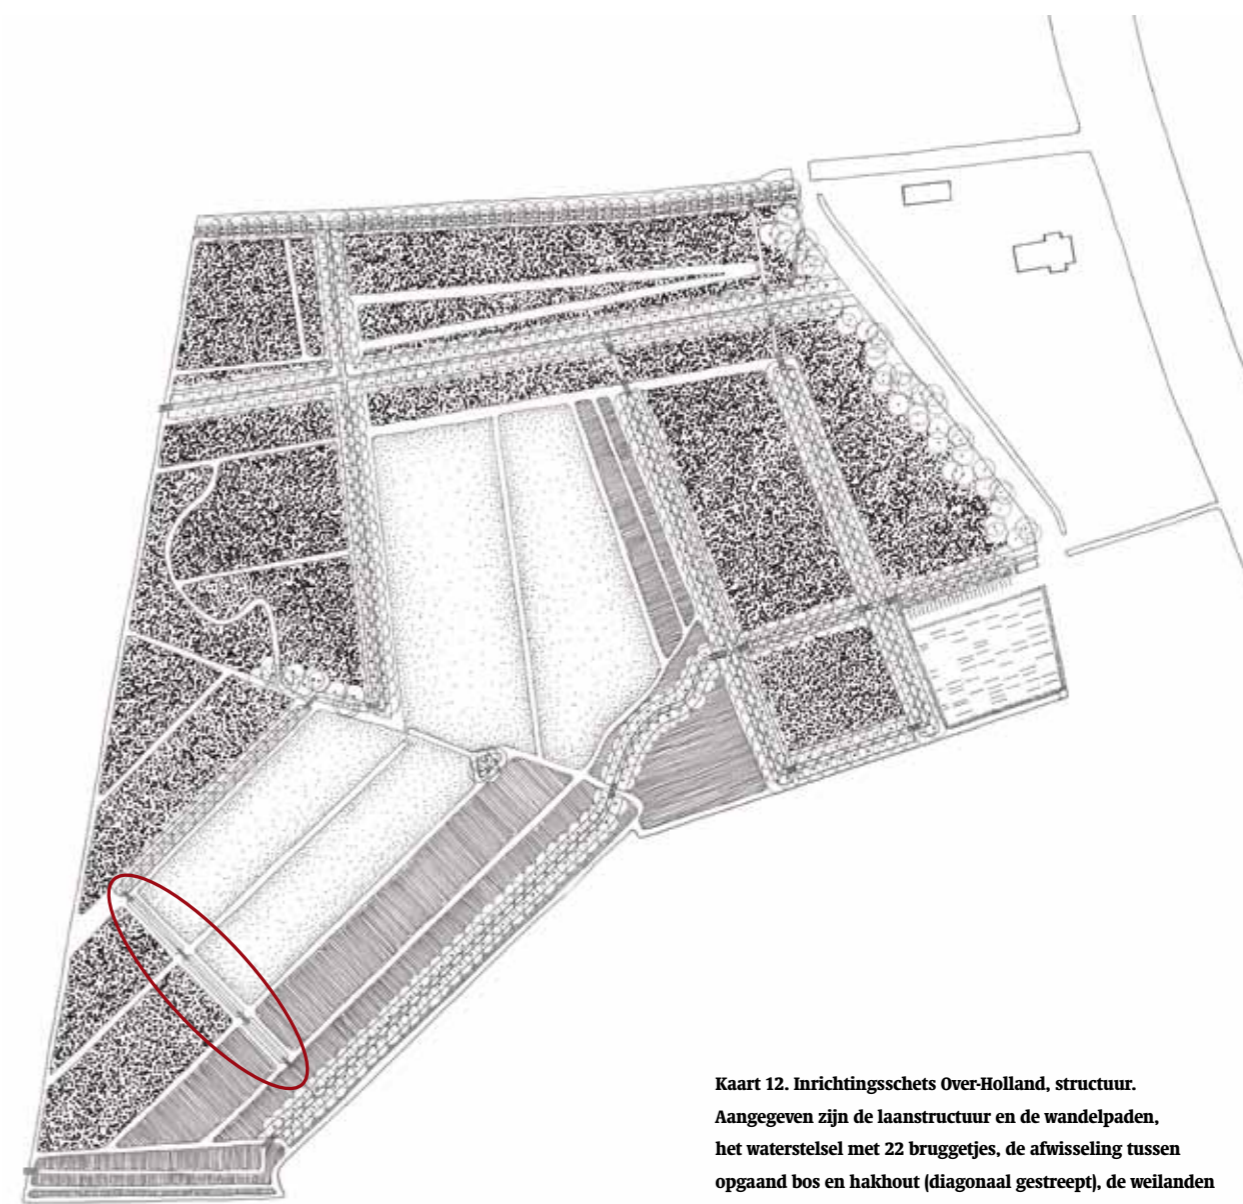 Kaart 12. Inrichtingsschets Over-Holland, structuur.
Aangegeven zijn de laanstructuur en de wandelpaden,
het waterstelsel met 22 bruggetjes, de afwisseling tussen
opgaand bos en hakhout (diagonaal gestreept), de weilanden